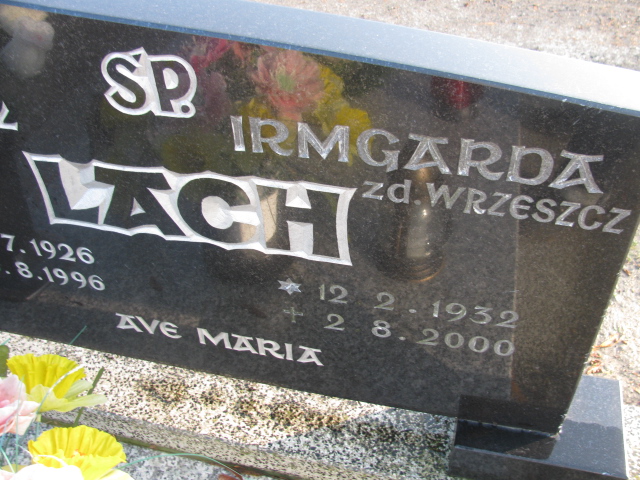 SP.
IRMGARDA
LACH
zd. WRZESZCZ
7.1926
.8.1996
12 2. 1932
+ 2 8. 2000
AVE MARIA